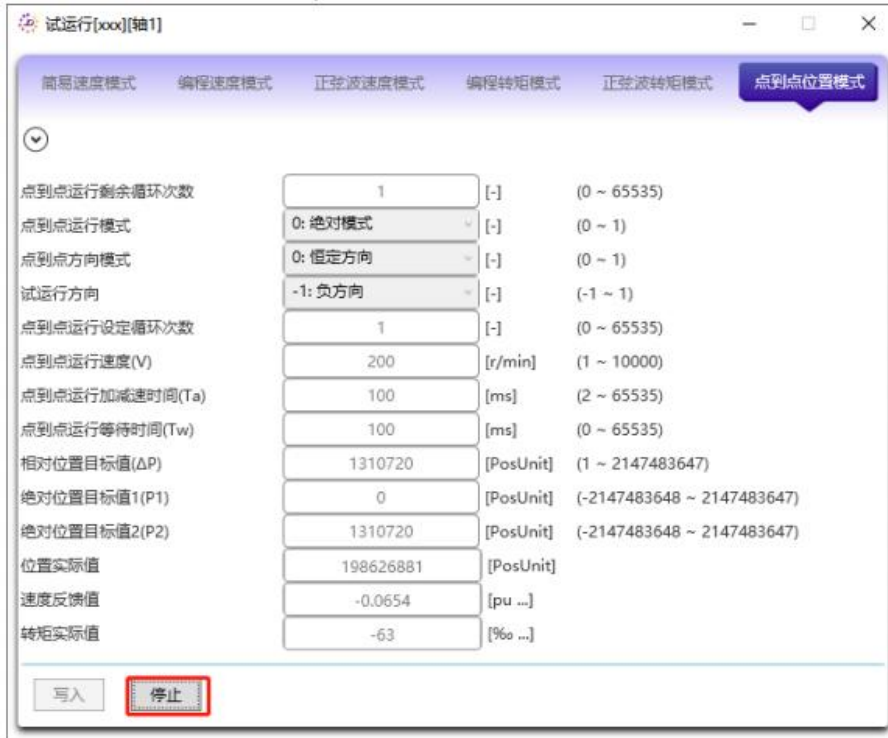 试运行[xxx][轴1]
简易速度模式 编程速度模式 正弦波速度模式 编程转矩模式 正弦波转矩模式 点到点位置模式
点到点运行剩余循环次数 1 [-] (0 ~ 65535)
点到点运行模式 0: 绝对模式 [-] (0 ~ 1)
点到点方向模式 0: 恒定方向 [-] (0 ~ 1)
试运行方向 -1: 负方向 [-] (-1 ~ 1)
点到点运行设定循环次数 1 [-] (0 ~ 65535)
点到点运行速度(V) 200 [r/min] (1 ~ 10000)
点到点运行加减速时间(Ta) 100 [ms] (2 ~ 65535)
点到点运行等待时间(Tw) 100 [ms] (0 ~ 65535)
相对位置目标值(ΔP) 1310720 [PosUnit] (1 ~ 2147483647)
绝对位置目标值1(P1) 0 [PosUnit] (-2147483648 ~ 2147483647)
绝对位置目标值2(P2) 1310720 [PosUnit] (-2147483648 ~ 2147483647)
位置实际值 198626881 [PosUnit]
速度反馈值 -0.0654 [pu ...]
转矩实际值 -63 [‰ ...]
写入 停止